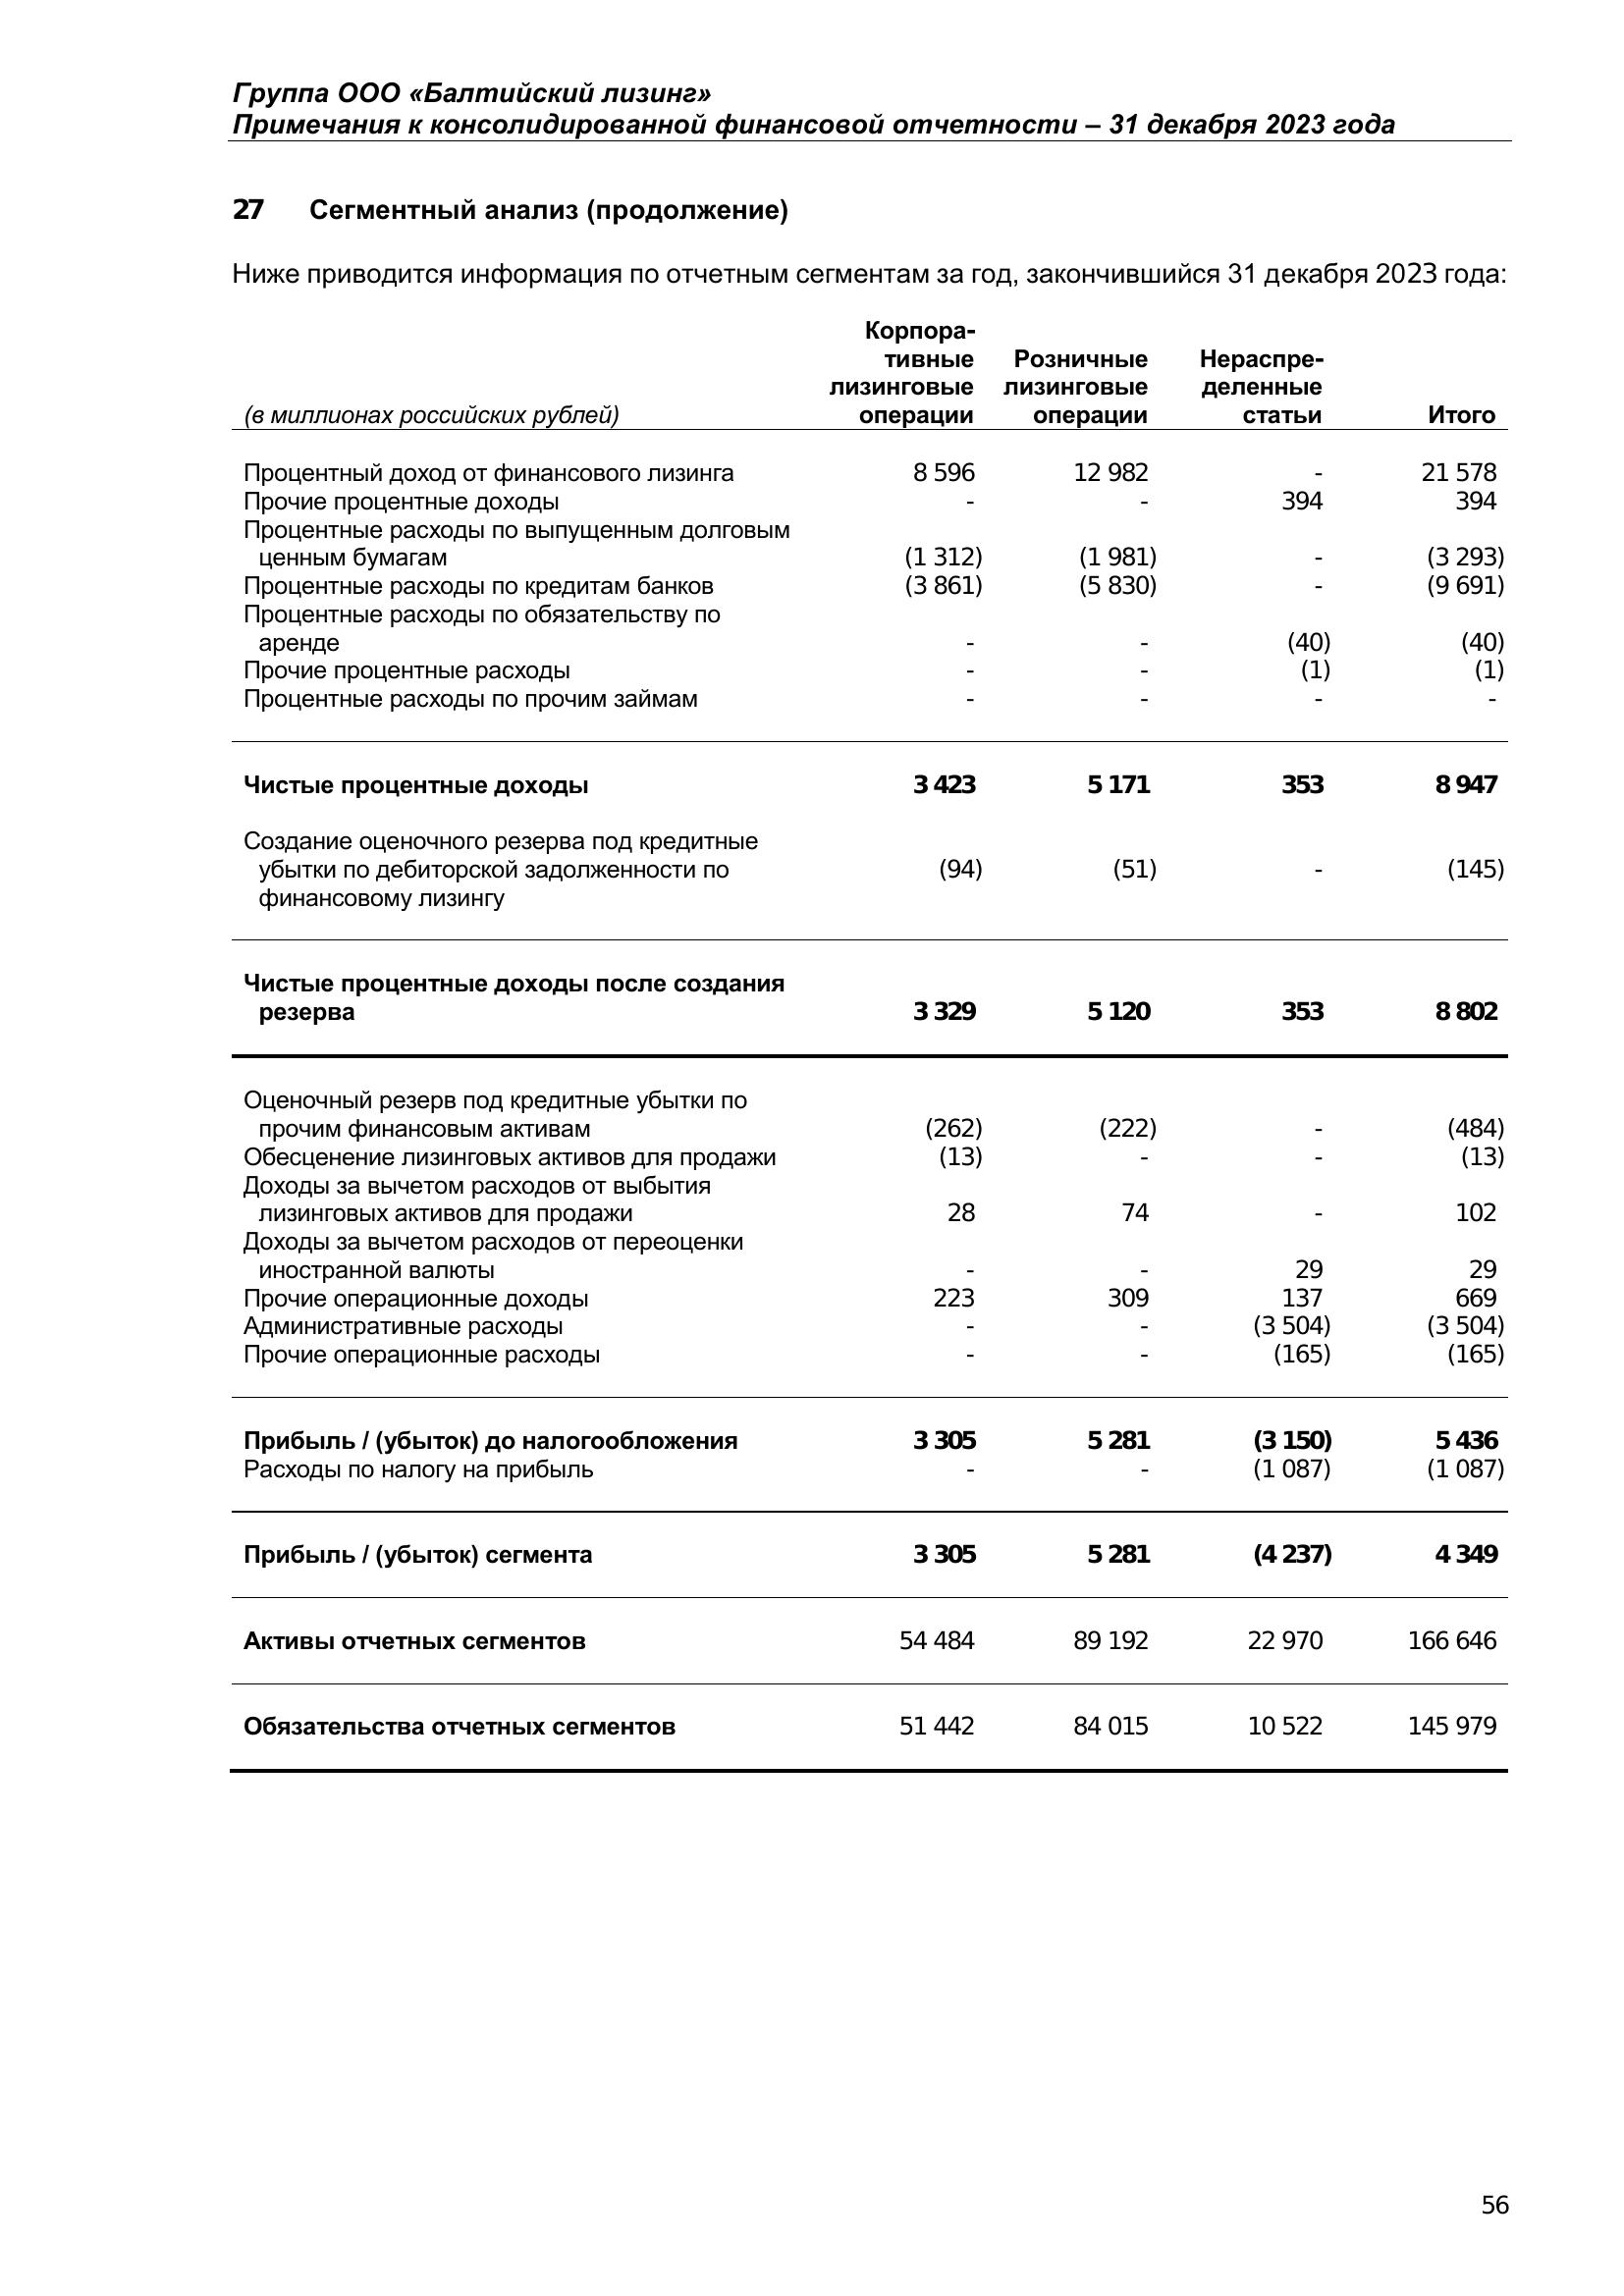 Группа ООО «Балтийский лизинг»
Примечания к консолидированной финансовой отчетности – 31 декабря 2023 года
27 Сегментный анализ (продолжение)
Ниже приводится информация по отчетным сегментам за год, закончившийся 31 декабря 2023 года:
Корпора-
тивные Розничные Нераспре-
лизинговые лизинговые деленные
(в миллионах российских рублей) операции операции статьи Итого
Процентный доход от финансового лизинга 8 596 12 982 - 21 578
Прочие процентные доходы - - 394 394
Процентные расходы по выпущенным долговым
ценным бумагам (1 312) (1 981) - (3 293)
Процентные расходы по кредитам банков (3 861) (5 830) - (9 691)
Процентные расходы по обязательству по
аренде - - (40) (40)
Прочие процентные расходы - - (1) (1)
Процентные расходы по прочим займам - - - -
Чистые процентные доходы 3 423 5 171 353 8 947
Создание оценочного резерва под кредитные
убытки по дебиторской задолженности по (94) (51) - (145)
финансовому лизингу
Чистые процентные доходы после создания
резерва 3 329 5 120 353 8 802
Оценочный резерв под кредитные убытки по
прочим финансовым активам (262) (222) - (484)
Обесценение лизинговых активов для продажи (13) - - (13)
Доходы за вычетом расходов от выбытия
лизинговых активов для продажи 28 74 - 102
Доходы за вычетом расходов от переоценки
иностранной валюты - - 29 29
Прочие операционные доходы 223 309 137 669
Административные расходы - - (3 504) (3 504)
Прочие операционные расходы - - (165) (165)
Прибыль / (убыток) до налогообложения 3 305 5 281 (3 150) 5 436
Расходы по налогу на прибыль - - (1 087) (1 087)
Прибыль / (убыток) сегмента 3 305 5 281 (4 237) 4 349
Активы отчетных сегментов 54 484 89 192 22 970 166 646
Обязательства отчетных сегментов 51 442 84 015 10 522 145 979
56